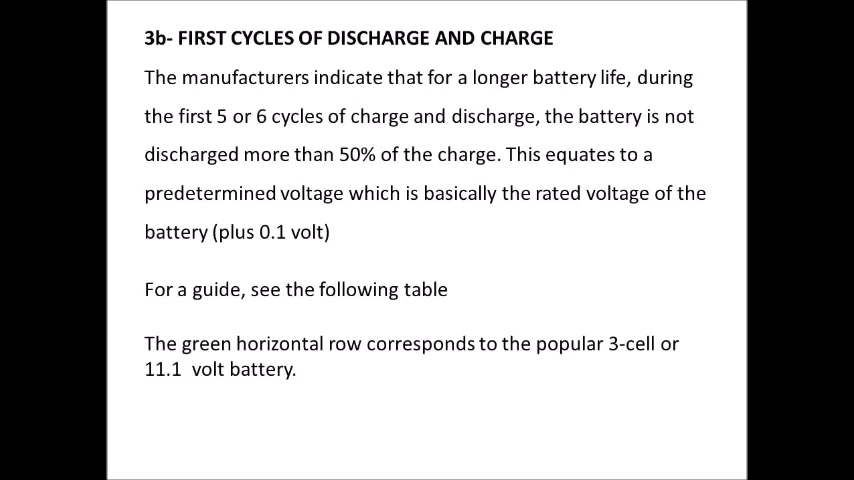 3b- FIRST CYCLES OF DISCHARGE AND CHARGE
The manufacturers indicate that for a longer battery life, during
the first 5 or 6 cycles of charge and discharge, the battery is not
discharged more than 50% of the charge. This equates to a
predetermined voltage which is basically the rated voltage of the
battery (plus 0.1 volt)
For a guide, see the following table
The green horizontal row corresponds to the popular 3-cell or
11.1  volt battery.